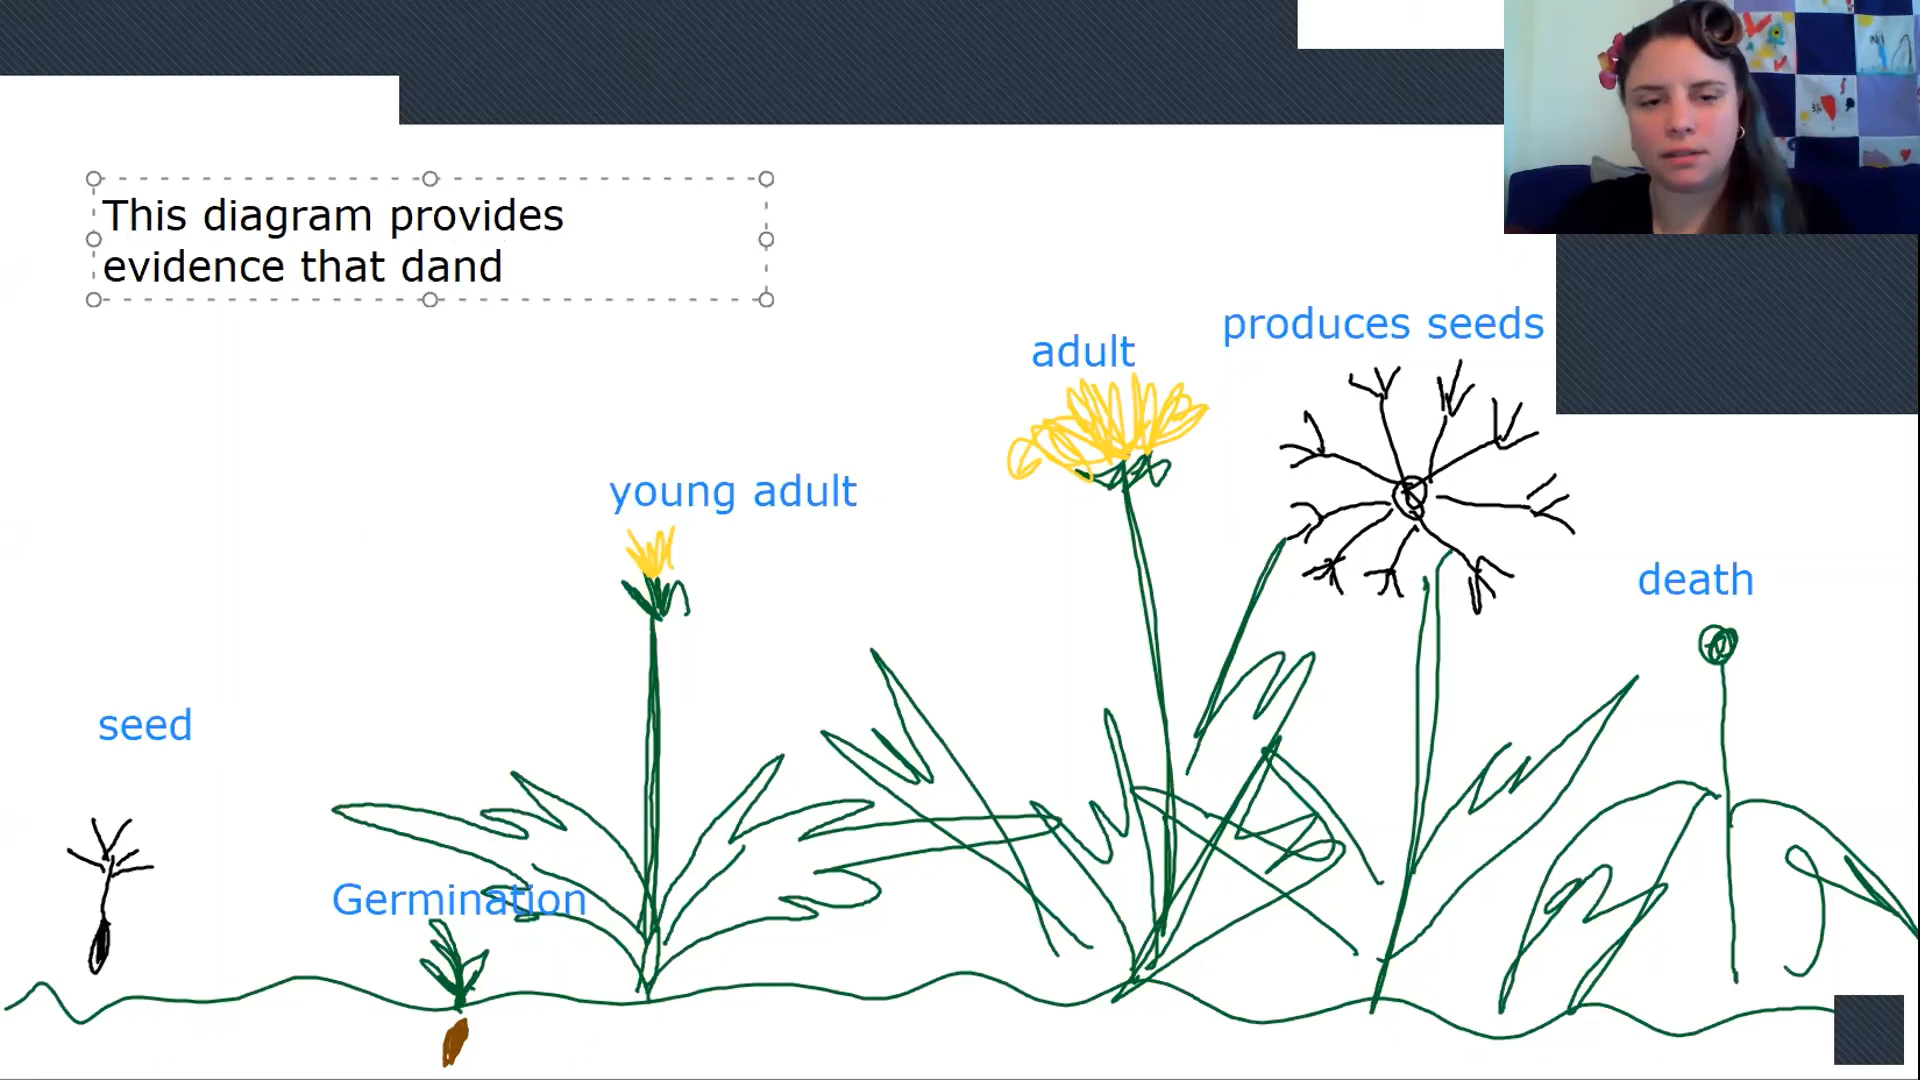 This diagram provides
evidence that dand
produces seeds
adult
young adult
death
seed
Germination